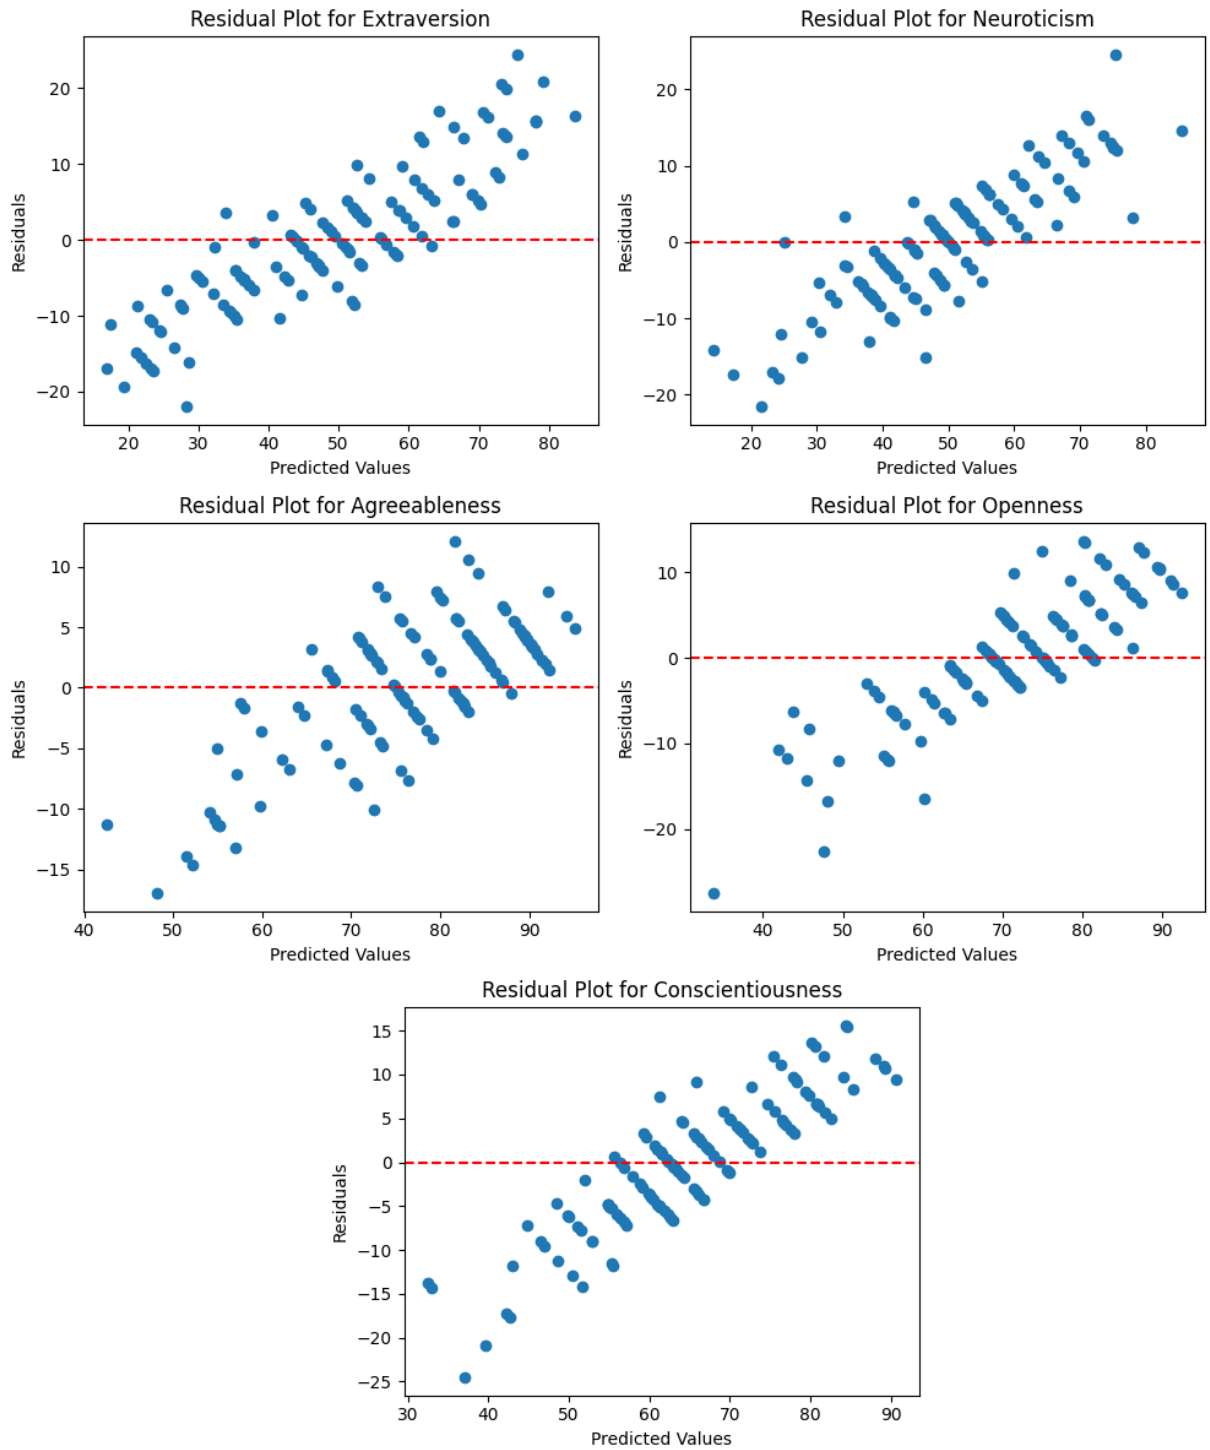 Residual Plot for Extraversion
Residuals
20
10
0
−10
−20
20 30 40 50 60 70 80
Predicted Values
Residual Plot for Neuroticism
Residuals
20
10
0
−10
−20
20 30 40 50 60 70 80
Predicted Values
Residual Plot for Agreeableness
Residuals
10
5
0
−5
−10
−15
40 50 60 70 80 90
Predicted Values
Residual Plot for Openness
Residuals
10
0
−10
−20
40 50 60 70 80 90
Predicted Values
Residual Plot for Conscientiousness
Residuals
15
10
5
0
−5
−10
−15
−20
−25
30 40 50 60 70 80 90
Predicted Values